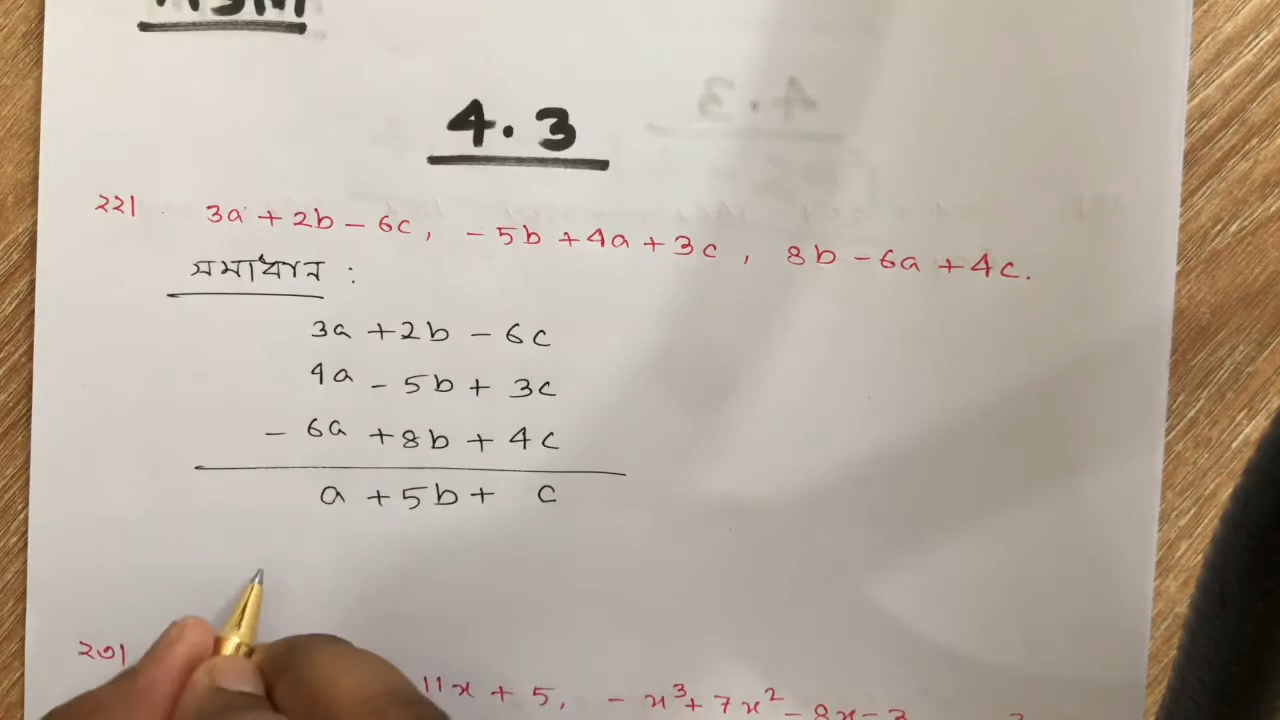 4.3
২২। 3a + 2b - 6c, - 5b + 4a + 3c, 8b - 6a + 4c.
সমাধান :
3a + 2b - 6c
4a - 5b + 3c
- 6a + 8b + 4c
a + 5b + c
২৩। 11x + 5, - x³ + 7x² - 8x - 3